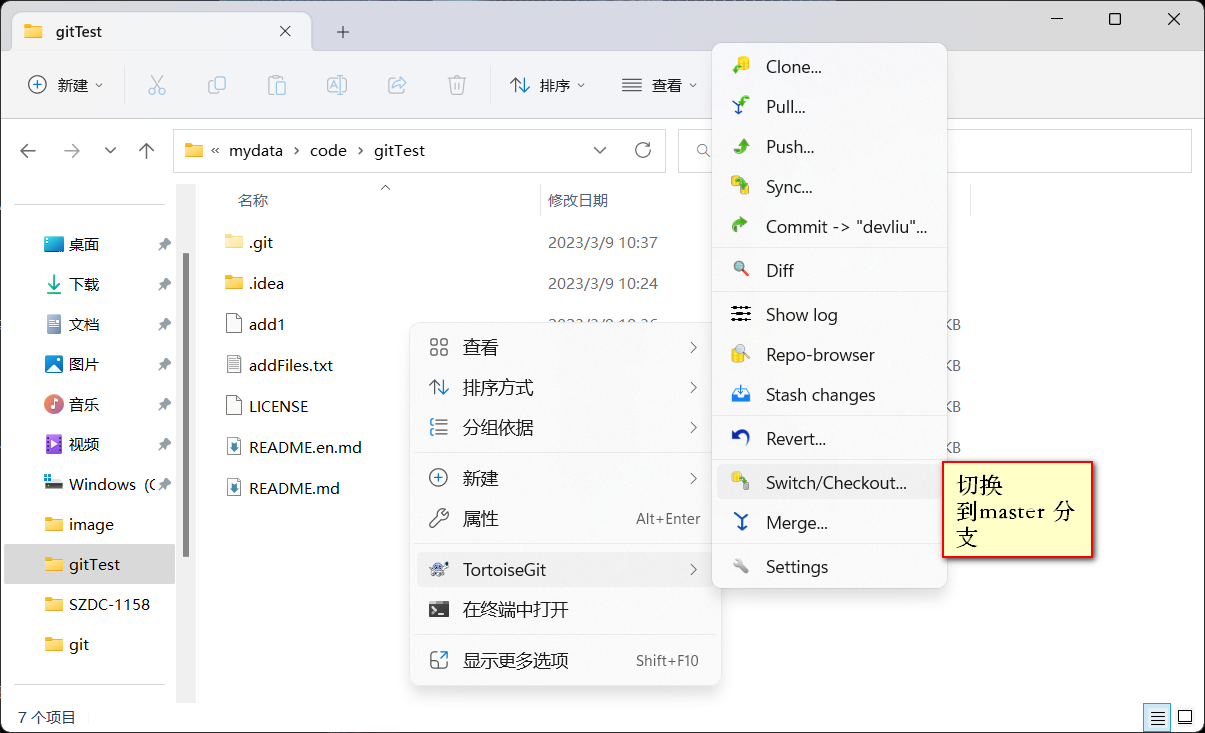 gitTest
新建
排序
查看
« mydata > code > gitTest
名称
修改日期
桌面
下载
文档
图片
音乐
视频
Windows (C
image
gitTest
SZDC-1158
git
.git 2023/3/9 10:37
.idea 2023/3/9 10:24
add1
KB
addFiles.txt
KB
LICENSE
KB
README.en.md
KB
README.md
查看
排序方式
分组依据
新建
属性 Alt+Enter
TortoiseGit
在终端中打开
显示更多选项 Shift+F10
Clone...
Pull...
Push...
Sync...
Commit -> "devliu"...
Diff
Show log
Repo-browser
Stash changes
Revert...
Switch/Checkout...
Merge...
Settings
切换
到master 分
支
7 个项目